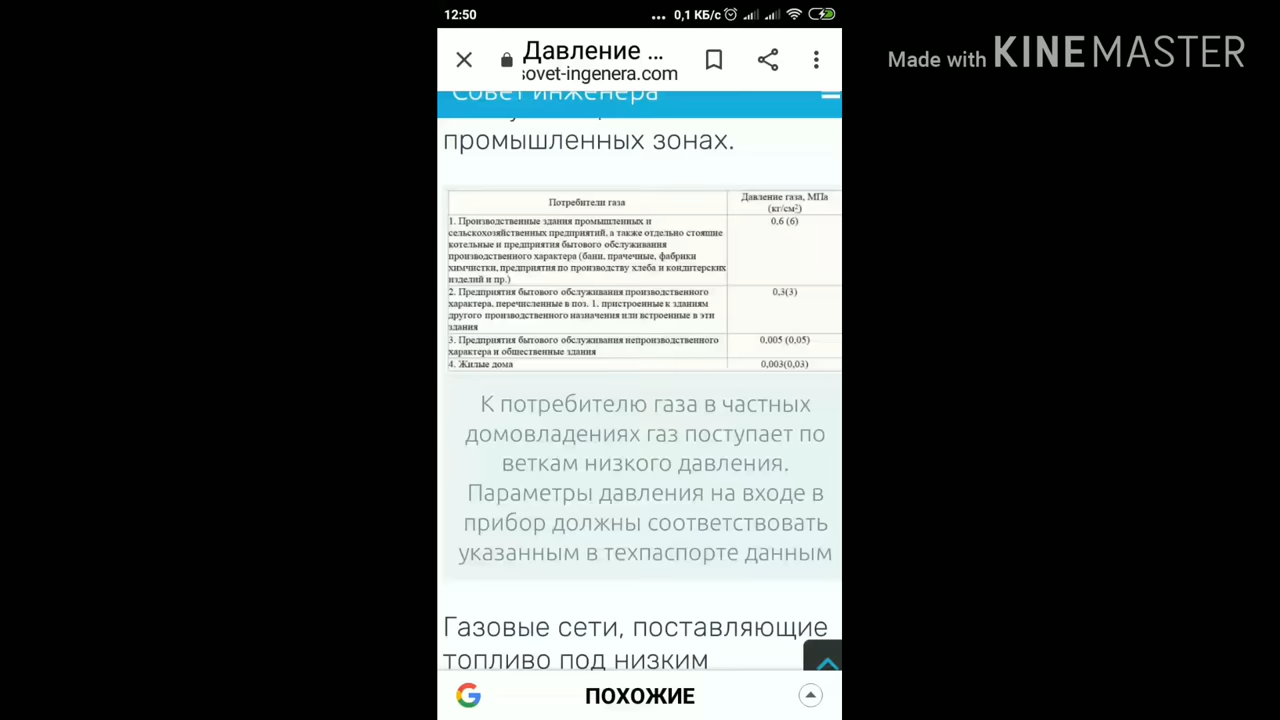 12:50
... 0,1 КБ/с
Made with KINEMASTER
Давление ...
sovet-ingenera.com
Совет инженера
промышленных зонах.
Потребители газа
Давление газа, МПа
(кг/см²)
1. Производственные здания промышленных и
сельскохозяйственных предприятий, а также отдельно стоящие
котельные и предприятия бытового обслуживания
производственного характера (бани, прачечные, фабрики
химчистки, предприятия по производству хлеба и кондитерских
изделий и пр.)
0,6 (6)
2. Предприятия бытового обслуживания производственного
характера, перечисленные в поз. 1. пристроенные к зданиям
другого производственного назначения или встроенные в эти
здания
0,3(3)
3. Предприятия бытового обслуживания непроизводственного
характера и общественные здания
0,005 (0,05)
4. Жилые дома
0,003(0,03)
К потребителю газа в частных
домовладениях газ поступает по
веткам низкого давления.
Параметры давления на входе в
прибор должны соответствовать
указанным в техпаспорте данным
Газовые сети, поставляющие
топливо под низким
ПОХОЖИЕ